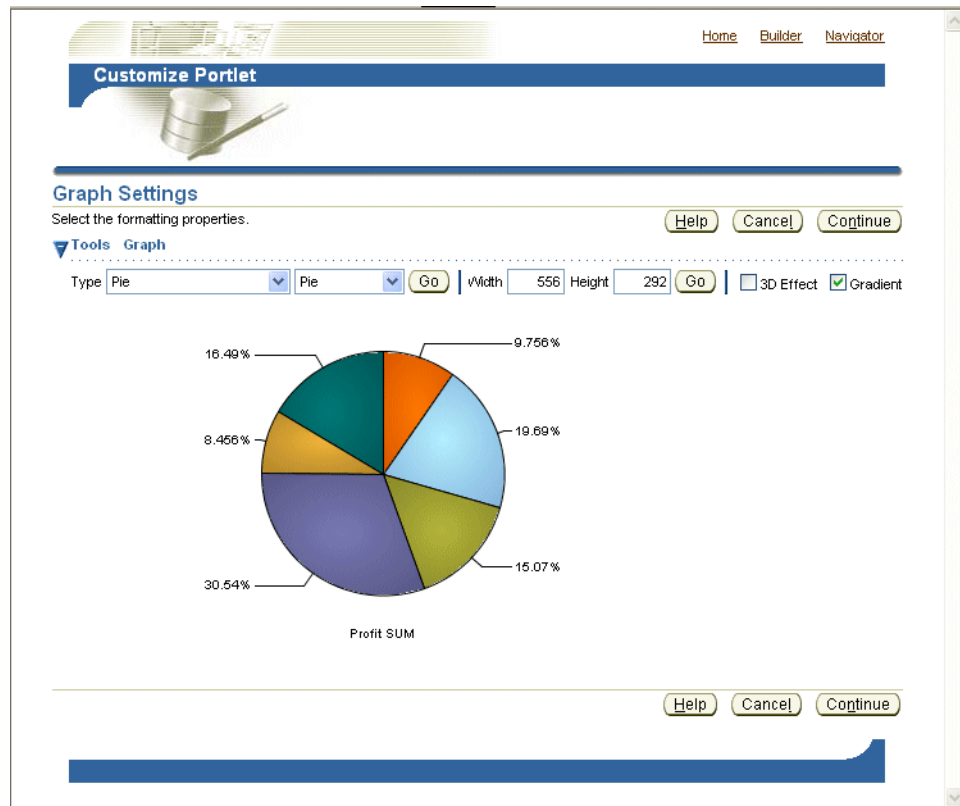 Home Builder Navigator
Customize Portlet
Graph Settings
Select the formatting properties.
Help Cancel Continue
Tools Graph
Type Pie Pie Go Width 556 Height 292 Go 3D Effect Gradient
9.756%
16.49%
19.69%
8.456%
15.07%
30.54%
Profit SUM
Help Cancel Continue